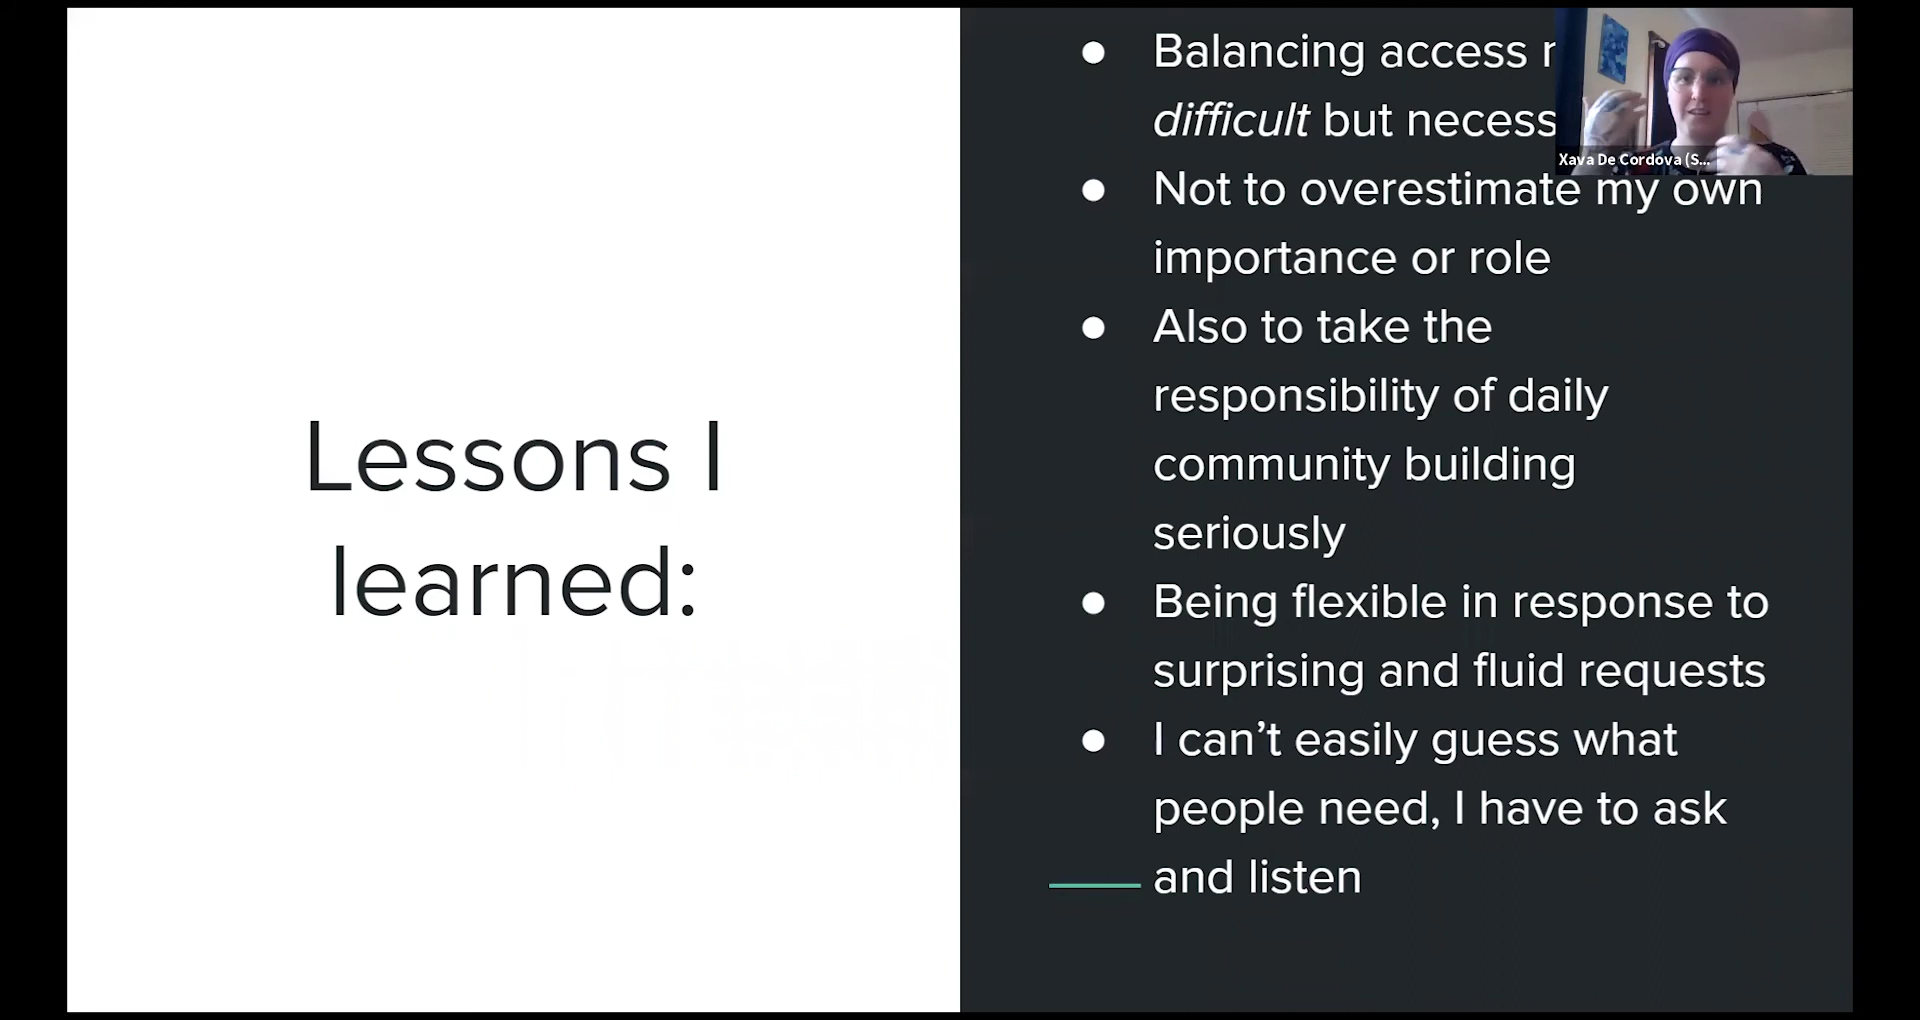 Lessons I
learned:
● Balancing access
difficult but
● Not to overestimate my own
importance or role
● Also to take the
responsibility of daily
community building
seriously
● Being flexible in response to
surprising and fluid requests
● I can’t easily guess what
people need, I have to ask
and listen
Xava De Cordova (S...